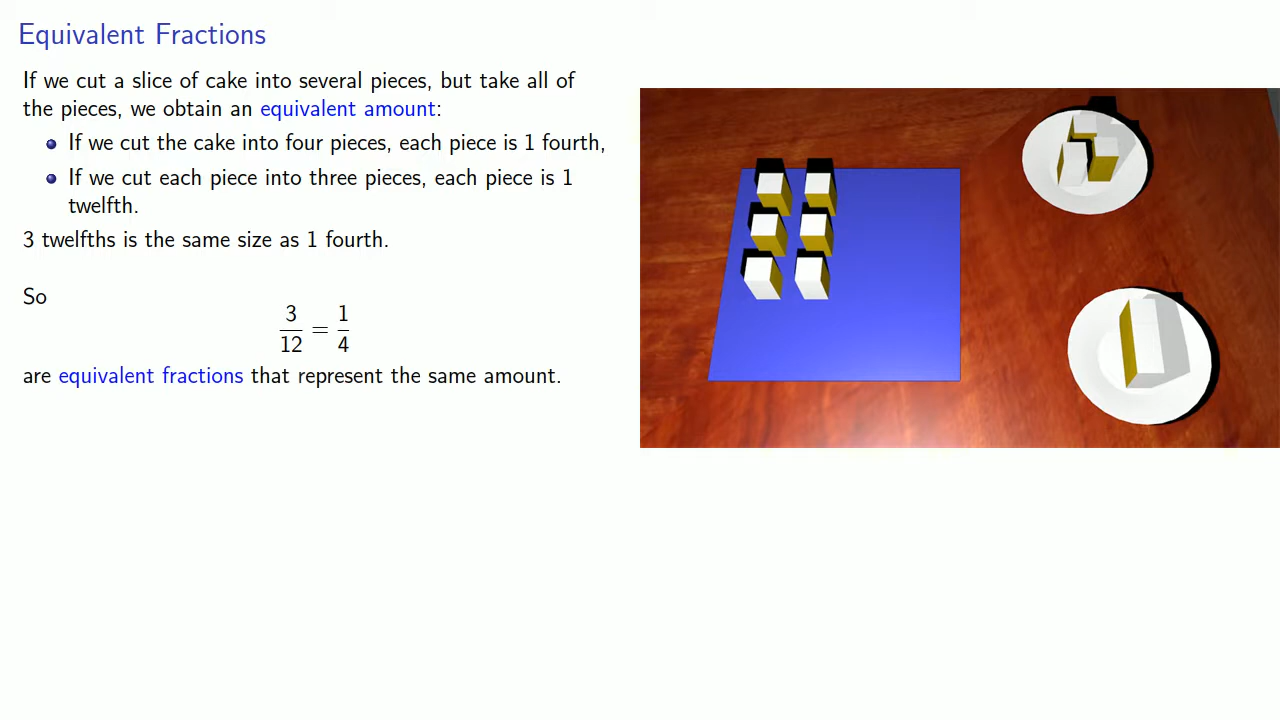 Equivalent Fractions
If we cut a slice of cake into several pieces, but take all of
the pieces, we obtain an equivalent amount:
If we cut the cake into four pieces, each piece is 1 fourth,
If we cut each piece into three pieces, each piece is 1
twelfth.
3 twelfths is the same size as 1 fourth.
So
3/12 = 1/4
are equivalent fractions that represent the same amount.